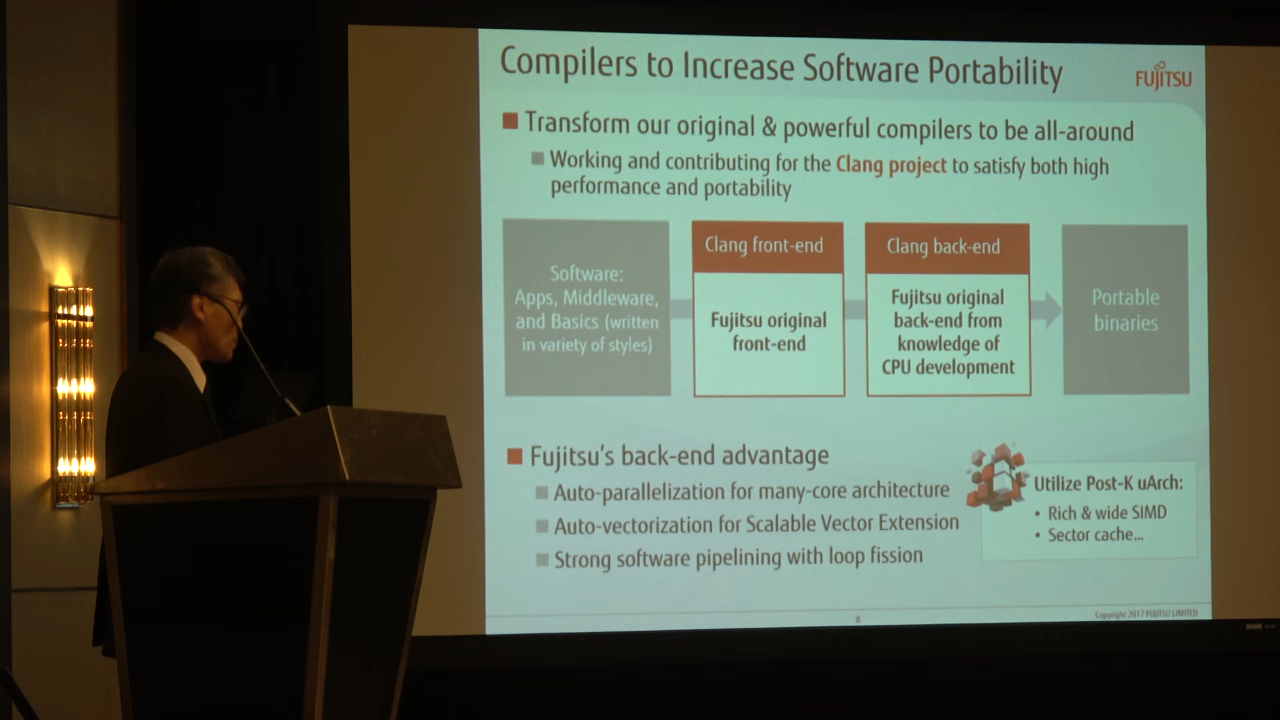 Compilers to Increase Software Portability
FUJITSU
Transform our original & powerful compilers to be all-around
Working and contributing for the Clang project to satisfy both high
performance and portability
Software:
Apps, Middleware,
and Basics (written
in variety of styles)
Clang front-end
Fujitsu original
front-end
Clang back-end
Fujitsu original
back-end from
knowledge of
CPU development
Portable
binaries
Fujitsu's back-end advantage
Auto-parallelization for many-core architecture
Auto-vectorization for Scalable Vector Extension
Strong software pipelining with loop fission
Utilize Post-K uArch:
• Rich & wide SIMD
• Sector cache...
8
Copyright 2017 FUJITSU LIMITED